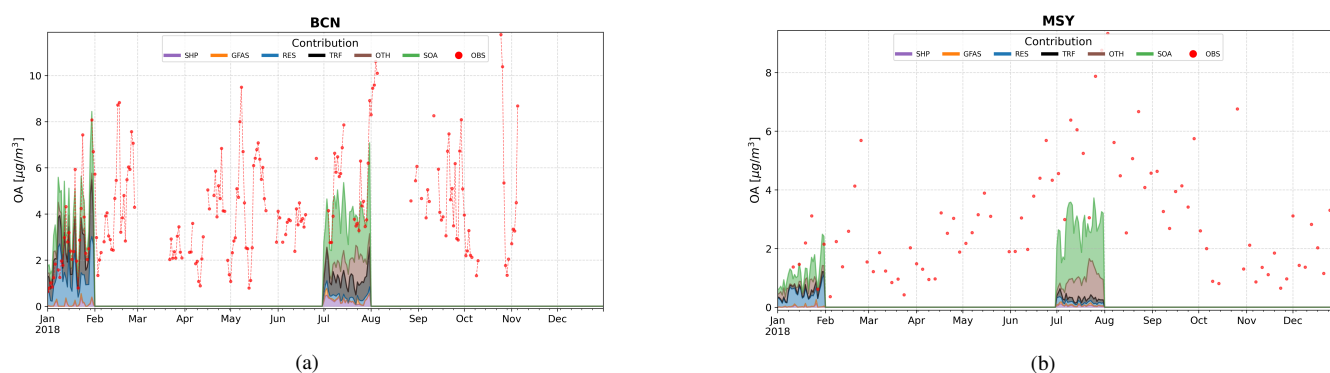 BCN
Contribution
SHP GFAS RES TRF OTH SOA OBS
OA [μg/m³]
10
8
6
4
2
0
Jan Feb Mar Apr May Jun Jul Aug Sep Oct Nov Dec
2018
(a)
MSY
Contribution
SHP GFAS RES TRF OTH SOA OBS
OA [μg/m³]
8
6
4
2
0
Jan Feb Mar Apr May Jun Jul Aug Sep Oct Nov Dec
2018
(b)